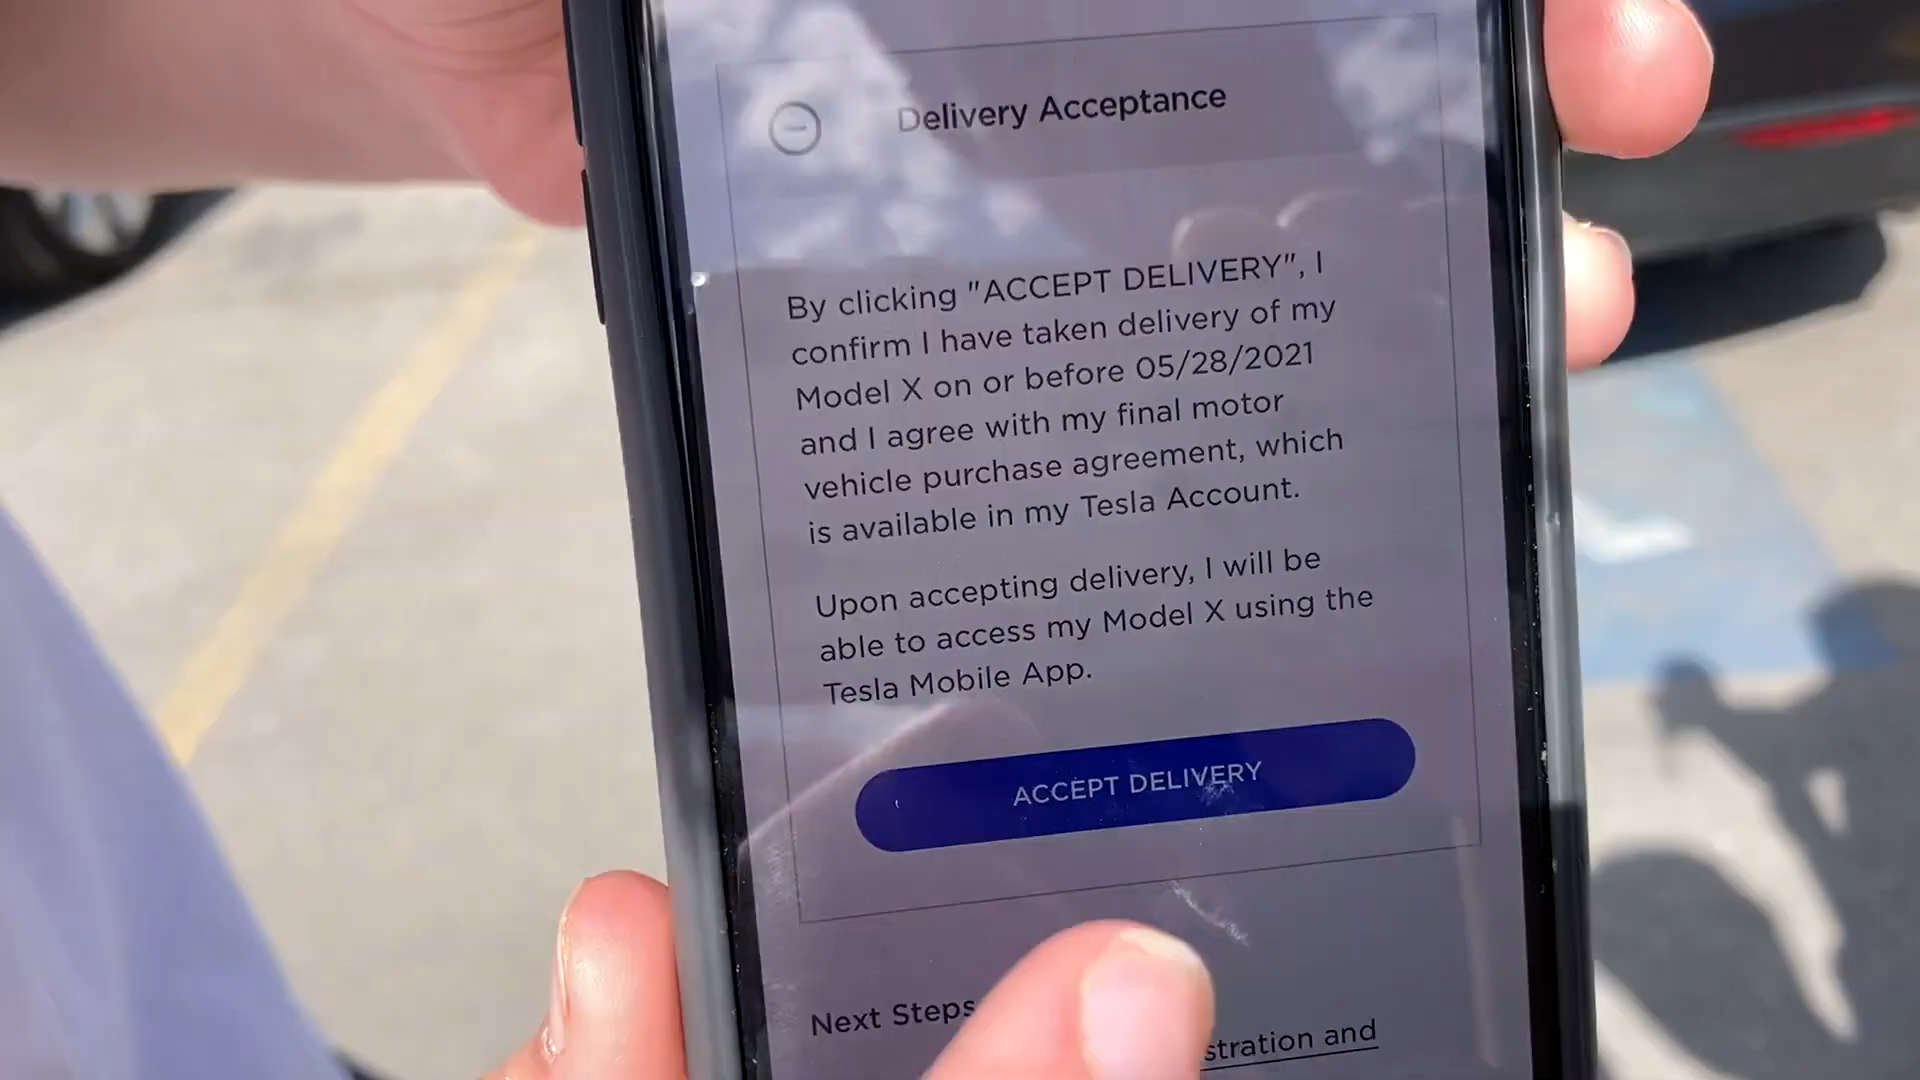 Delivery Acceptance
By clicking "ACCEPT DELIVERY", I
confirm I have taken delivery of my
Model X on or before 05/28/2021
and I agree with my final motor
vehicle purchase agreement, which
is available in my Tesla Account.
Upon accepting delivery, I will be
able to access my Model X using the
Tesla Mobile App.
ACCEPT DELIVERY
Next Steps
and